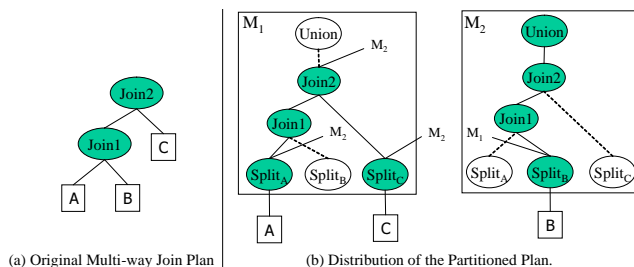 Join2
Join1
C
A
B
(a) Original Multi-way Join Plan
M1
Union
M2
Join2
Join1
M2
M2
SplitA
SplitB
SplitC
A
C
M2
Union
Join2
Join1
M1
SplitA
SplitB
SplitC
B
(b) Distribution of the Partitioned Plan.